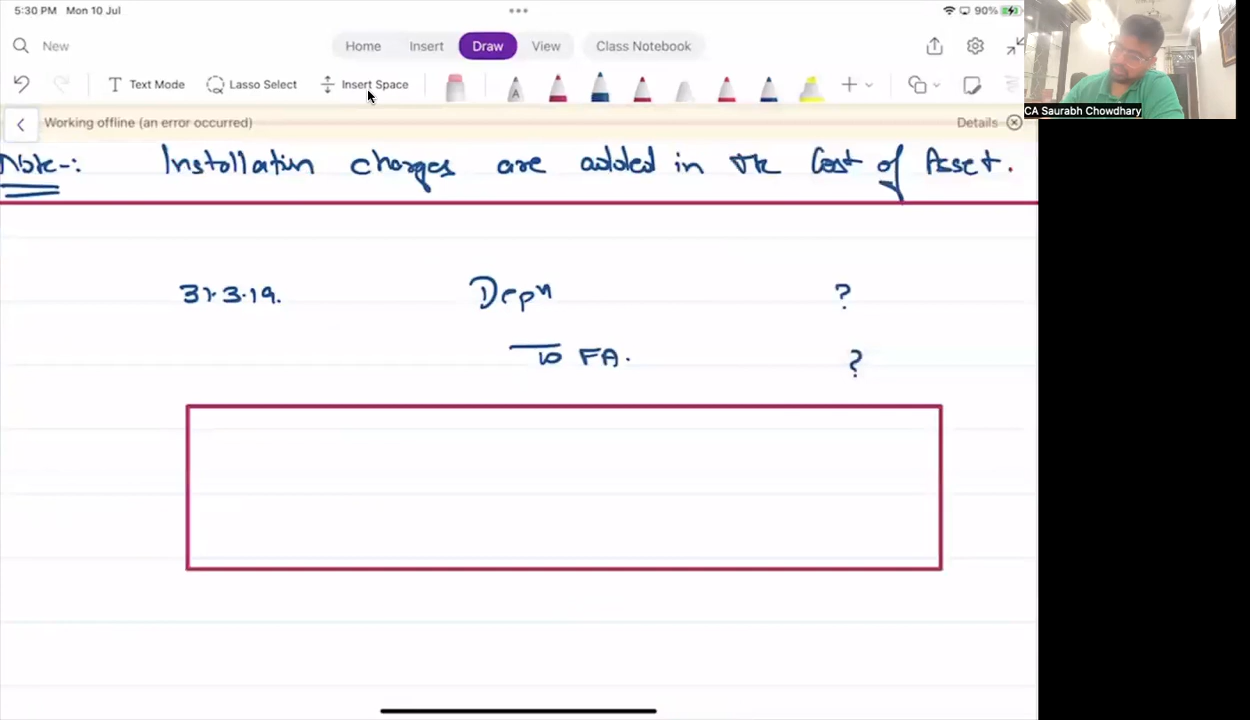 5:30 PM Mon 10 Jul
90%
New
Home Insert Draw View Class Notebook
Text Mode Lasso Select Insert Space
CA Saurabh Chowdhary
Working offline (an error occurred) Details
Note-: Installation charges are added in the Cost of Asset.
31.3.19. Depn ?
To FA. ?